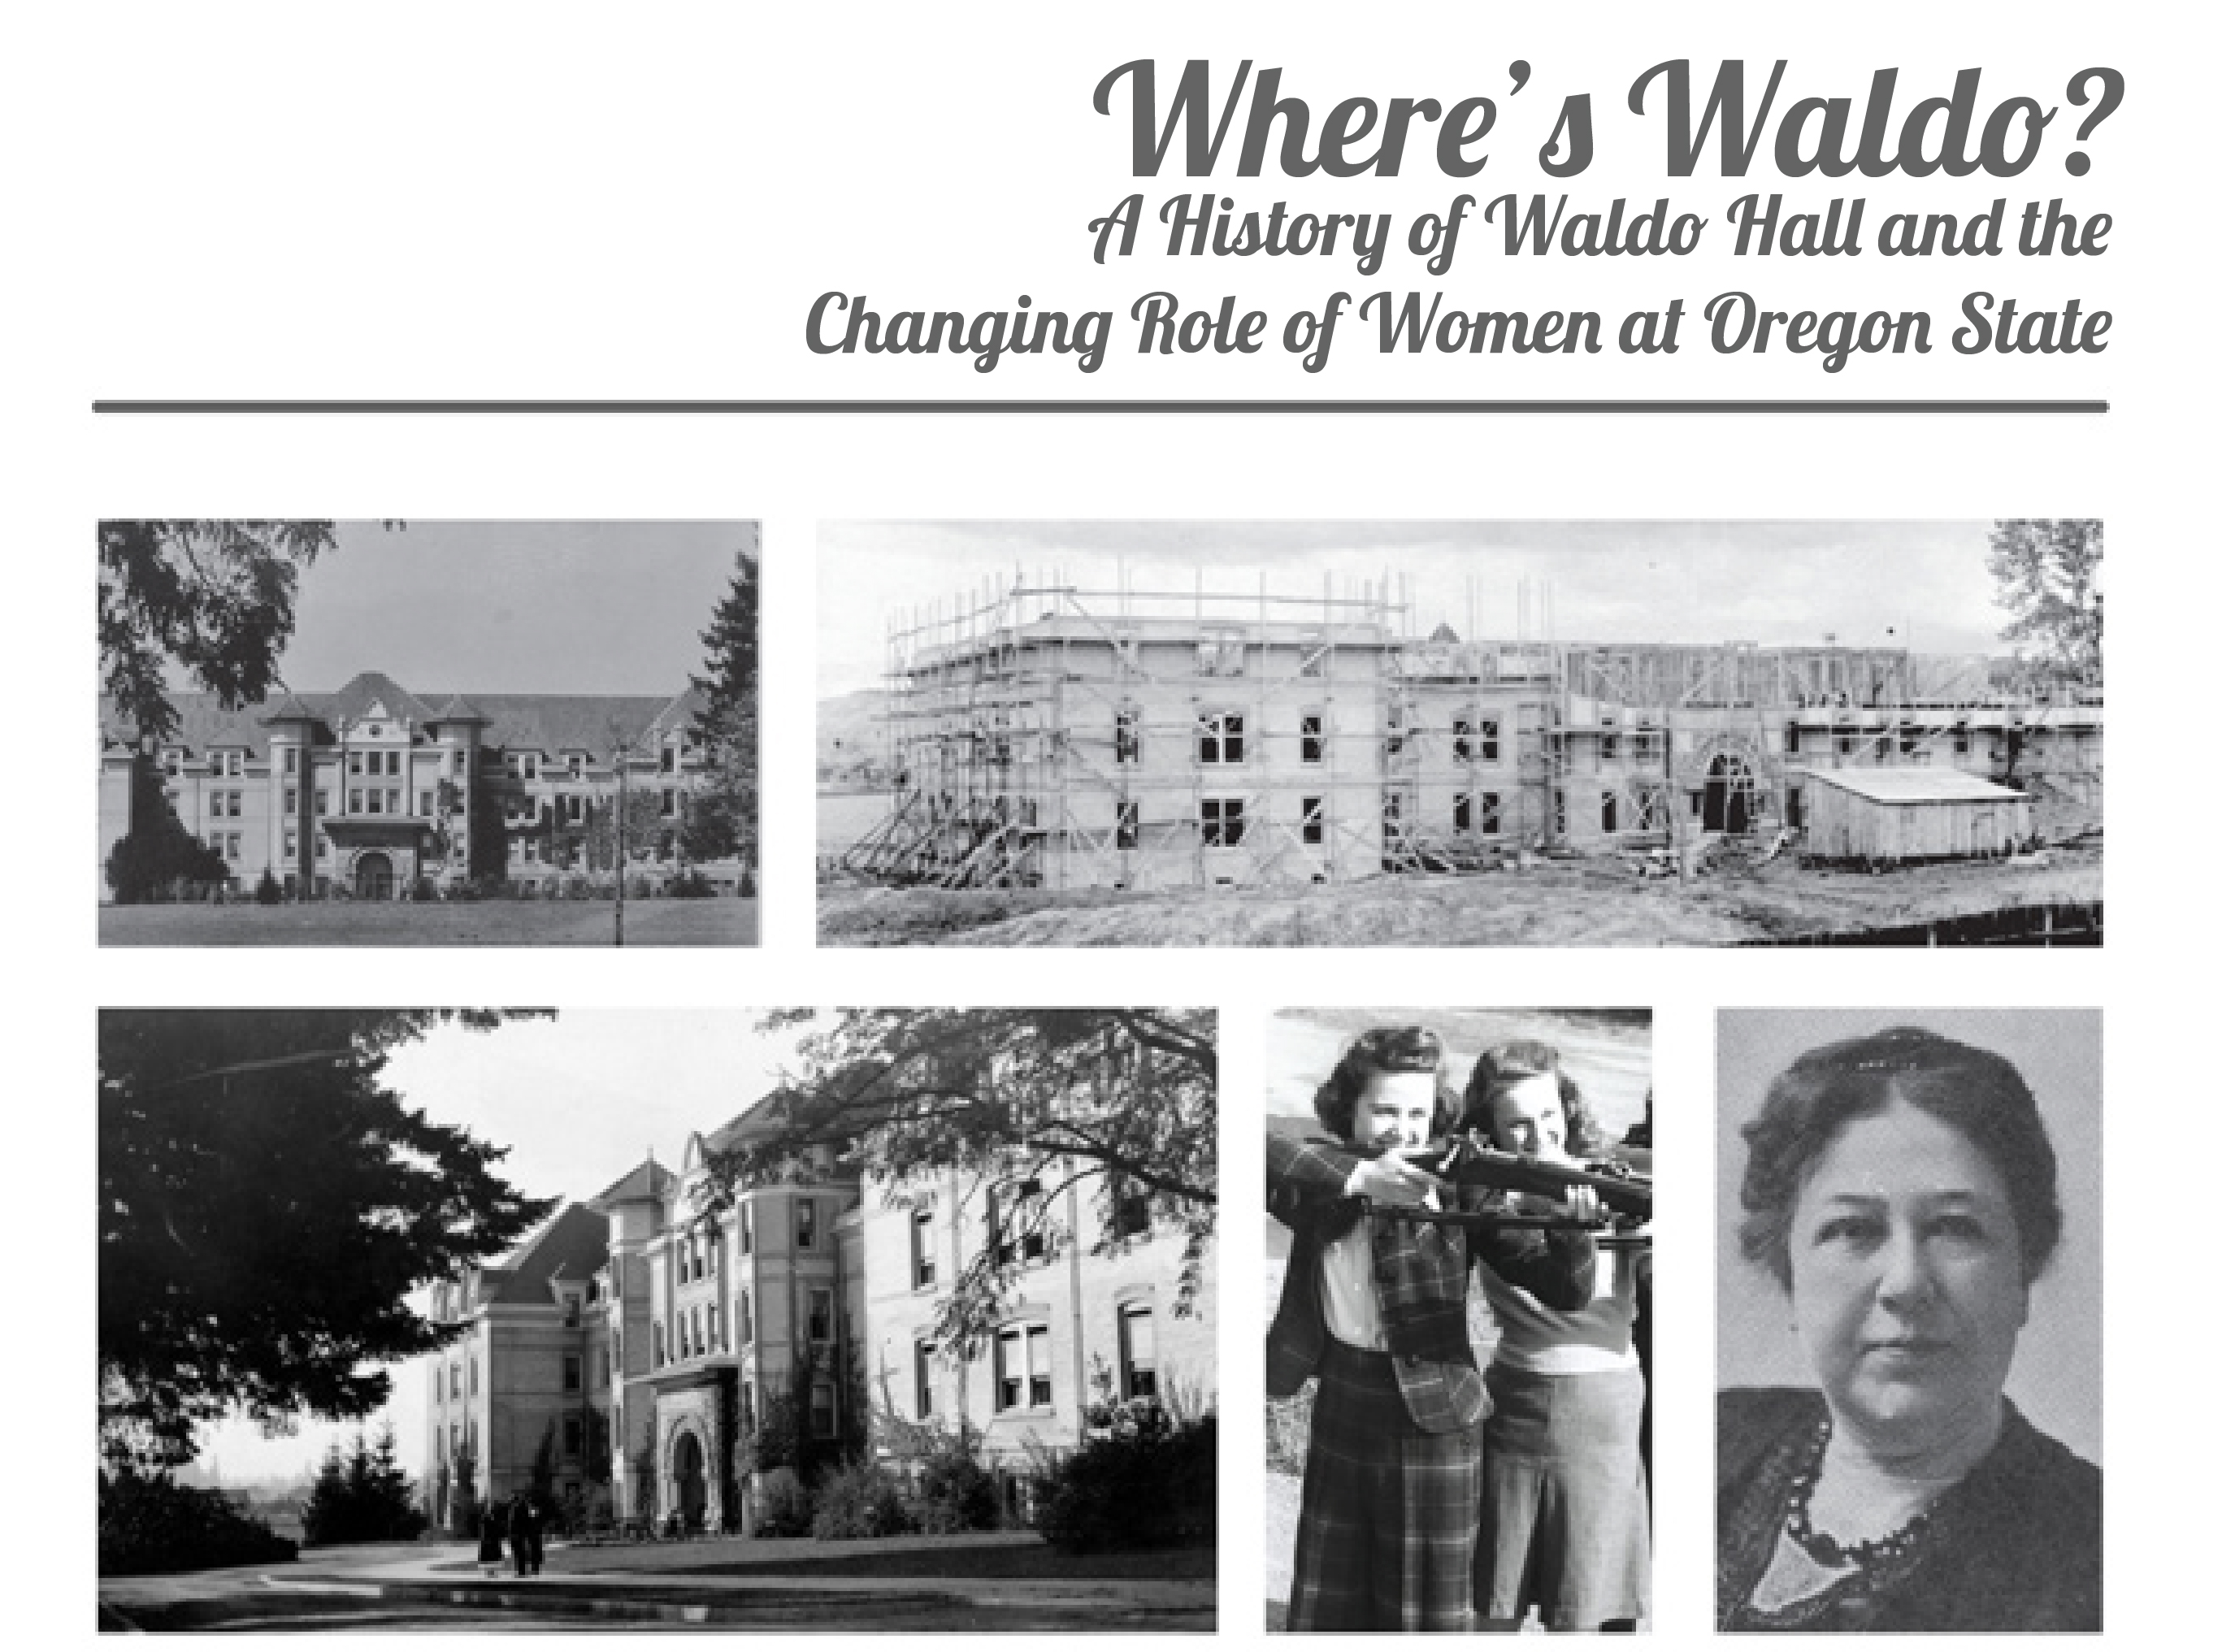 Where's Waldo?
A History of Waldo Hall and the
Changing Role of Women at Oregon State